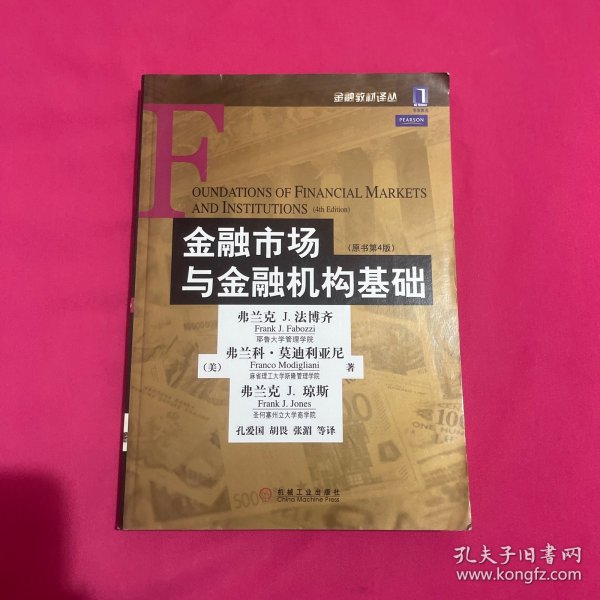 金融教材译丛
PEARSON
FOUNDATIONS OF FINANCIAL MARKETS
AND INSTITUTIONS (4th Edition)
金融市场
(原书第4版)
与金融机构基础
弗兰克 J. 法博齐
Frank J. Fabozzi
耶鲁大学管理学院
(美) 弗兰科·莫迪利亚尼 著
Franco Modigliani
麻省理工大学斯隆管理学院
弗兰克 J. 琼斯
Frank J. Jones
圣何塞州立大学商学院
孔爱国 胡畏 张湄 等译
机械工业出版社
China Machine Press
孔夫子旧书网
www.kongfz.com